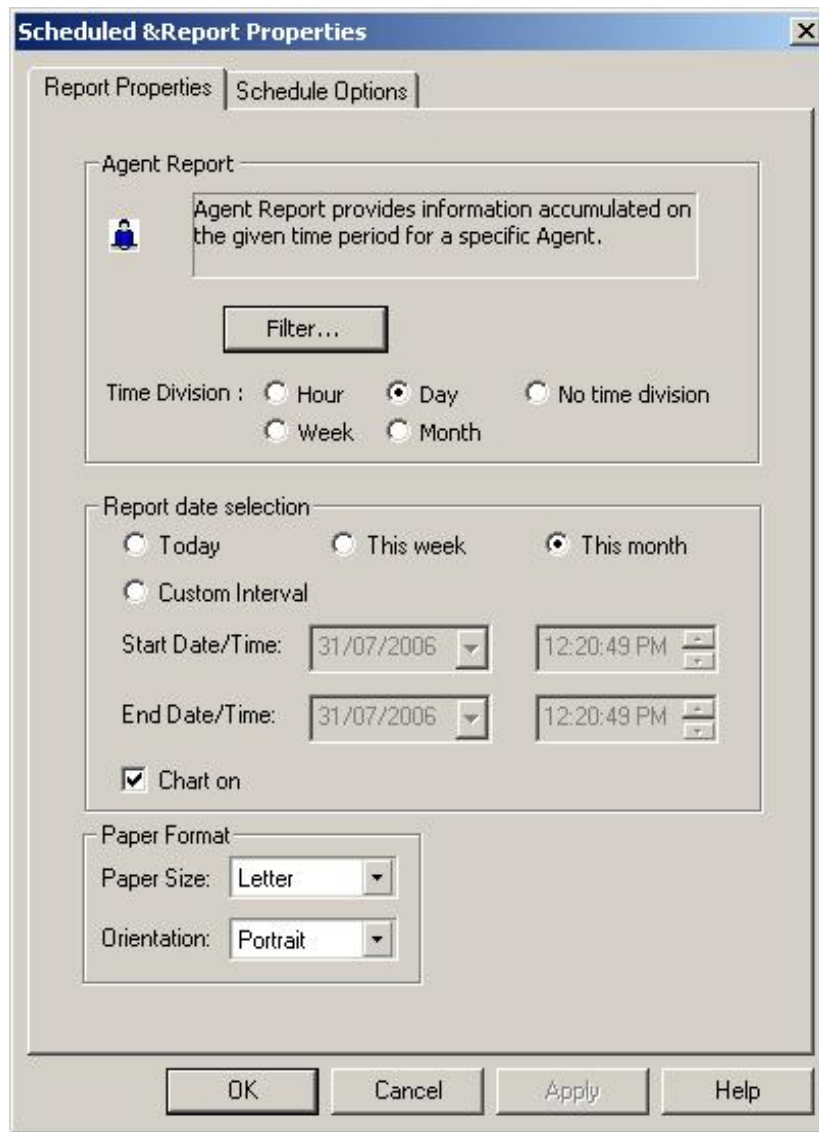 Scheduled &Report Properties
Report Properties Schedule Options
Agent Report
Agent Report provides information accumulated on
the given time period for a specific Agent.
Filter...
Time Division : Hour Day No time division
Week Month
Report date selection
Today This week This month
Custom Interval
Start Date/Time: 31/07/2006 12:20:49 PM
End Date/Time: 31/07/2006 12:20:49 PM
Chart on
Paper Format
Paper Size: Letter
Orientation: Portrait
OK Cancel Apply Help